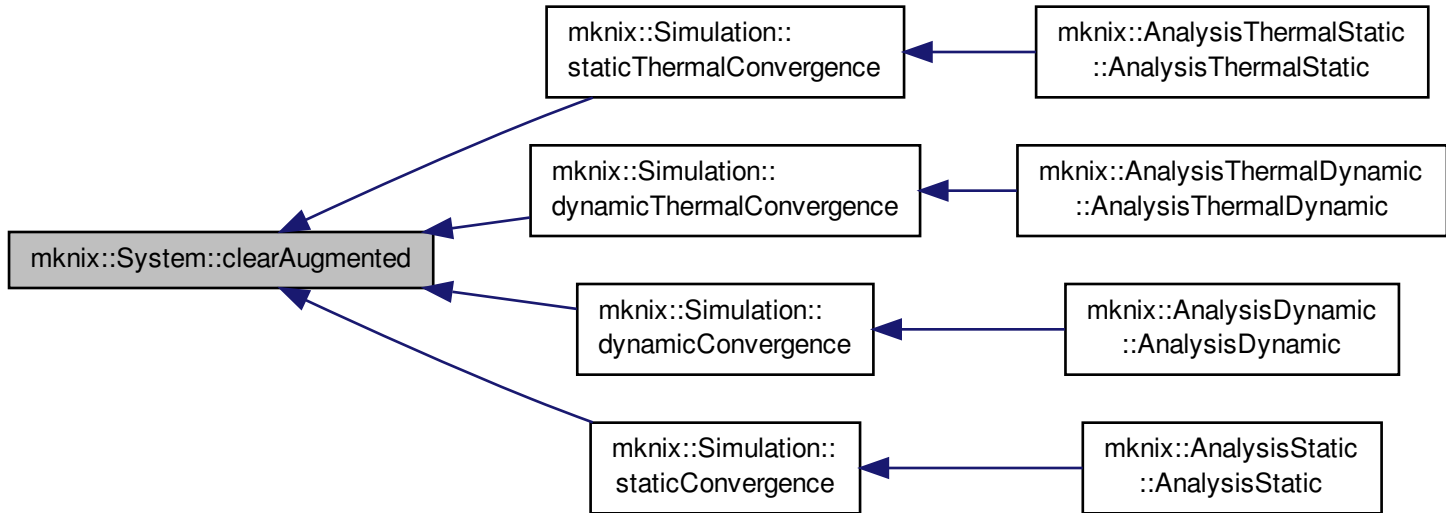 mknix::Simulation::
staticThermalConvergence
mknix::AnalysisThermalStatic
::AnalysisThermalStatic
mknix::Simulation::
dynamicThermalConvergence
mknix::AnalysisThermalDynamic
::AnalysisThermalDynamic
mknix::System::clearAugmented
mknix::Simulation::
dynamicConvergence
mknix::AnalysisDynamic
::AnalysisDynamic
mknix::Simulation::
staticConvergence
mknix::AnalysisStatic
::AnalysisStatic